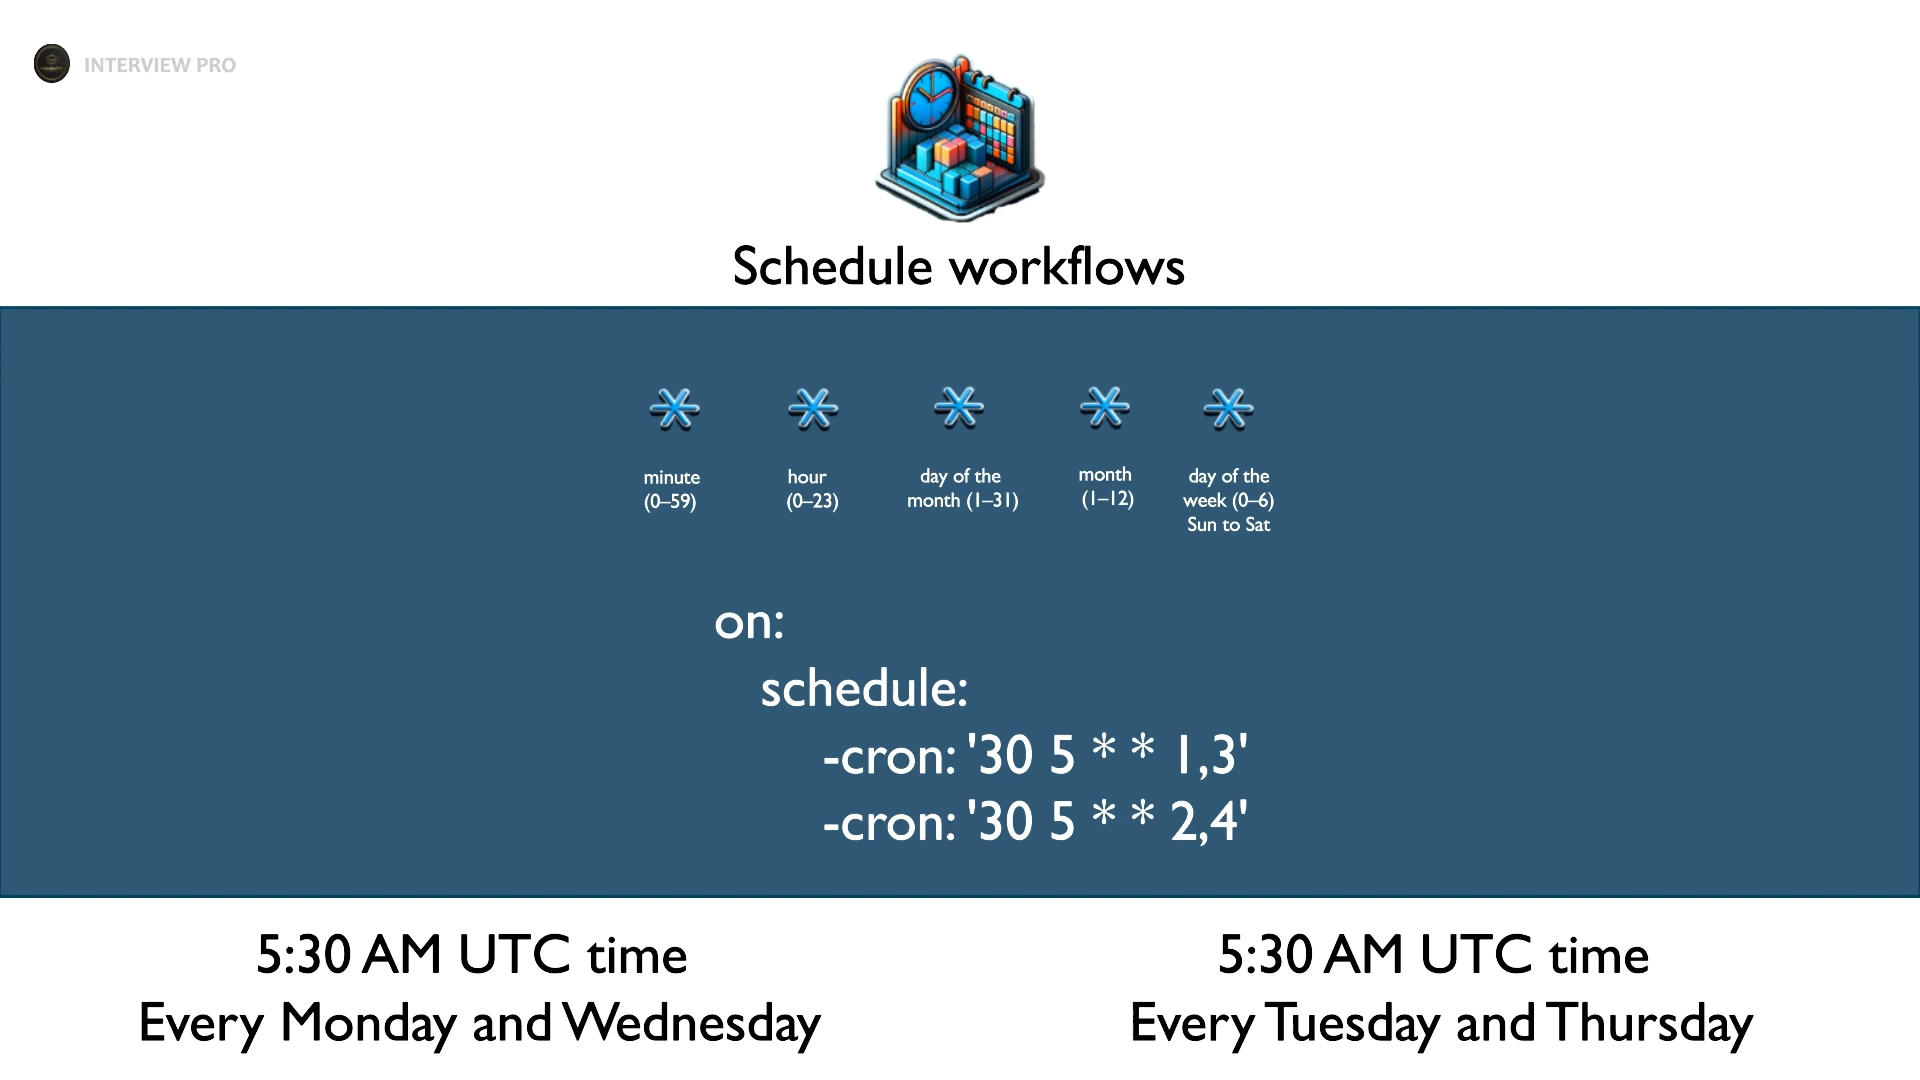 INTERVIEW PRO
Schedule workflows
* * * * *
minute
(0–59)
hour
(0–23)
day of the
month (1–31)
month
(1–12)
day of the
week (0–6)
Sun to Sat
on:
schedule:
-cron: '30 5 * * 1,3'
-cron: '30 5 * * 2,4'
5:30 AM UTC time
Every Monday and Wednesday
5:30 AM UTC time
Every Tuesday and Thursday